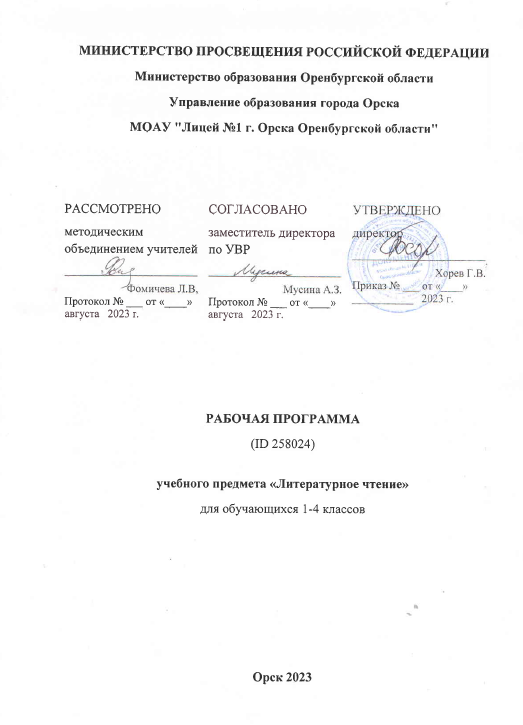 МИНИСТЕРСТВО ПРОСВЕЩЕНИЯ РОССИЙСКОЙ ФЕДЕРАЦИИ
Министерство образования Оренбургской области
Управление образования города Орска
МОАУ "Лицей №1 г. Орска Оренбургской области"
РАССМОТРЕНО
методическим
объединением учителей
Фомичева Л.В,
Протокол № ___ от «____»
августа 2023 г.
СОГЛАСОВАНО
заместитель директора
по УВР
Мусина
Мусина А.З.
Протокол № ___ от «____»
августа 2023 г.
УТВЕРЖДЕНО
директор
Хорев Г.В.
Приказ № ___ от «____»
__________ 2023 г.
РАБОЧАЯ ПРОГРАММА
(ID 258024)
учебного предмета «Литературное чтение»
для обучающихся 1-4 классов
Орск 2023